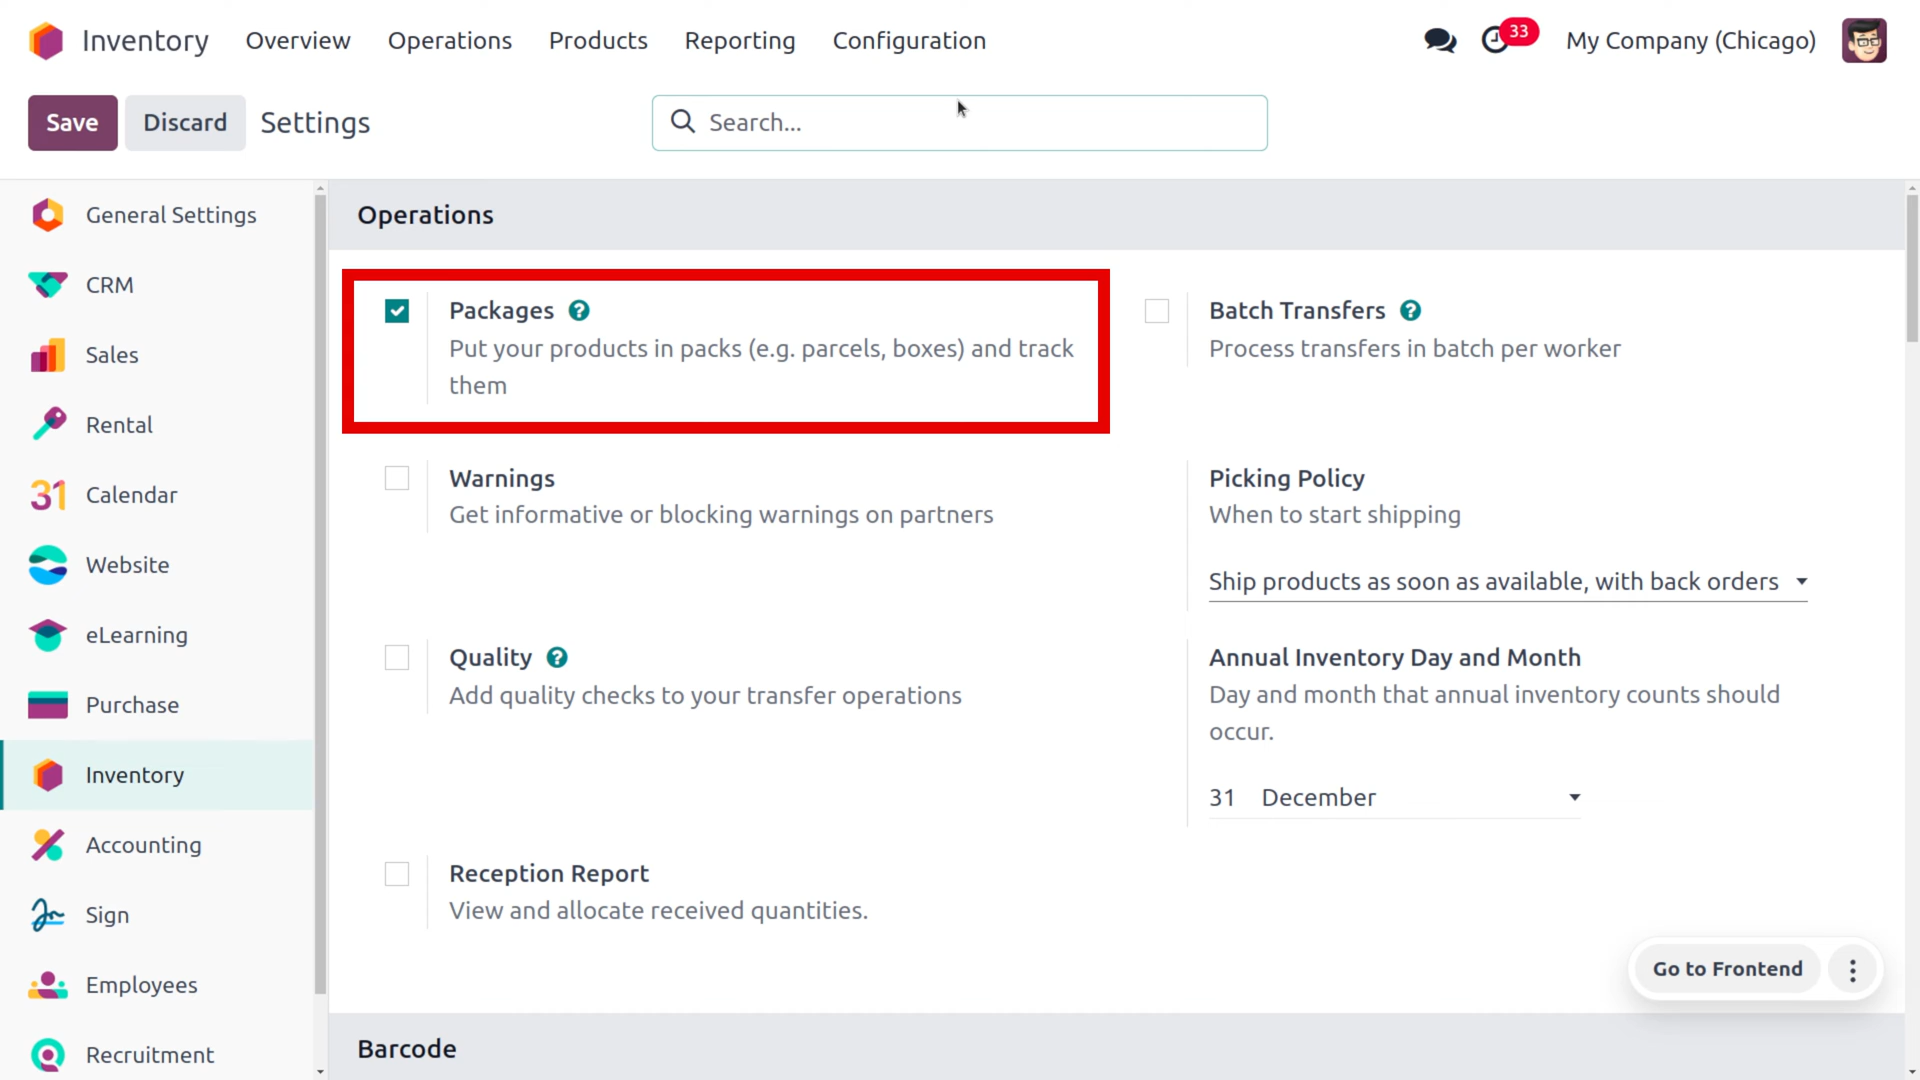 Inventory Overview Operations Products Reporting Configuration 33 My Company (Chicago)
Save Discard Settings Search...
General Settings
CRM
Sales
Rental
31 Calendar
Website
eLearning
Purchase
Inventory
Accounting
Sign
Employees
Recruitment
Operations
Packages ?
Put your products in packs (e.g. parcels, boxes) and track
them
Batch Transfers ?
Process transfers in batch per worker
Warnings
Get informative or blocking warnings on partners
Picking Policy
When to start shipping
Ship products as soon as available, with back orders
Quality ?
Add quality checks to your transfer operations
Annual Inventory Day and Month
Day and month that annual inventory counts should
occur.
31 December
Reception Report
View and allocate received quantities.
Go to Frontend
Barcode